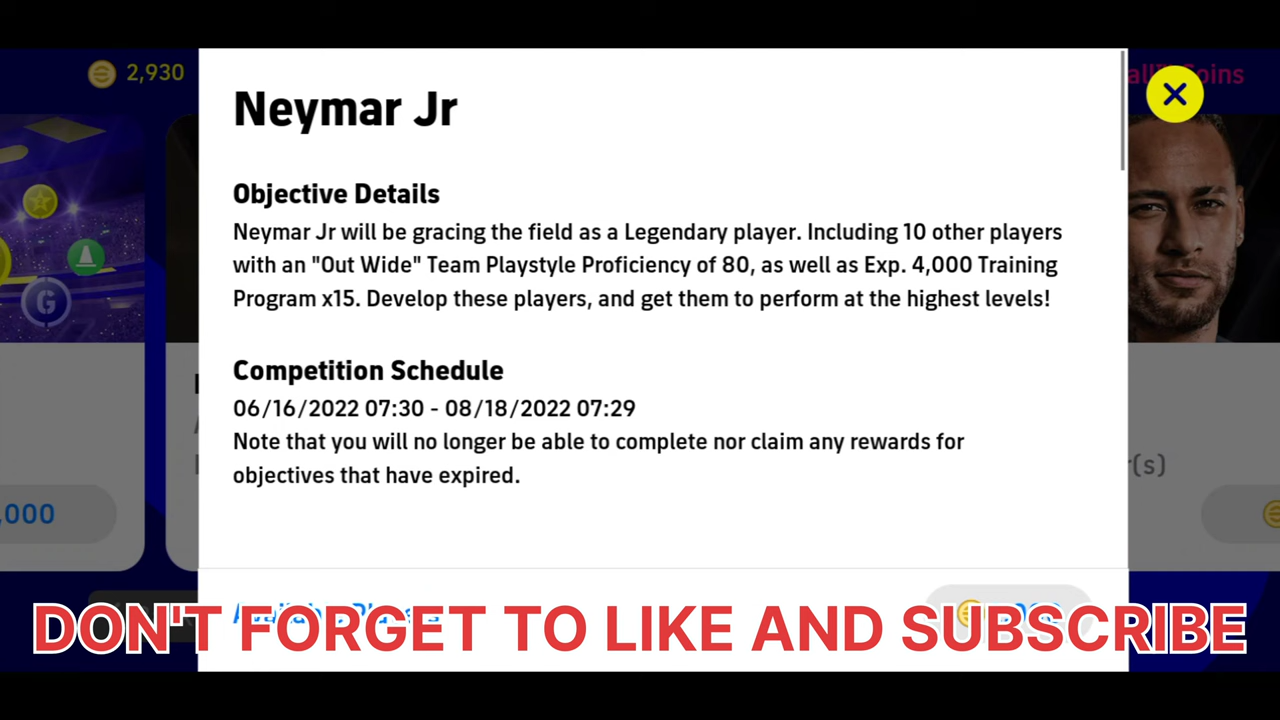 2,930
Neymar Jr
Objective Details
Neymar Jr will be gracing the field as a Legendary player. Including 10 other players
with an "Out Wide" Team Playstyle Proficiency of 80, as well as Exp. 4,000 Training
Program x15. Develop these players, and get them to perform at the highest levels!
Competition Schedule
06/16/2022 07:30 - 08/18/2022 07:29
Note that you will no longer be able to complete nor claim any rewards for
objectives that have expired.
,000
r(s)
Coins
G
DON'T FORGET TO LIKE AND SUBSCRIBE